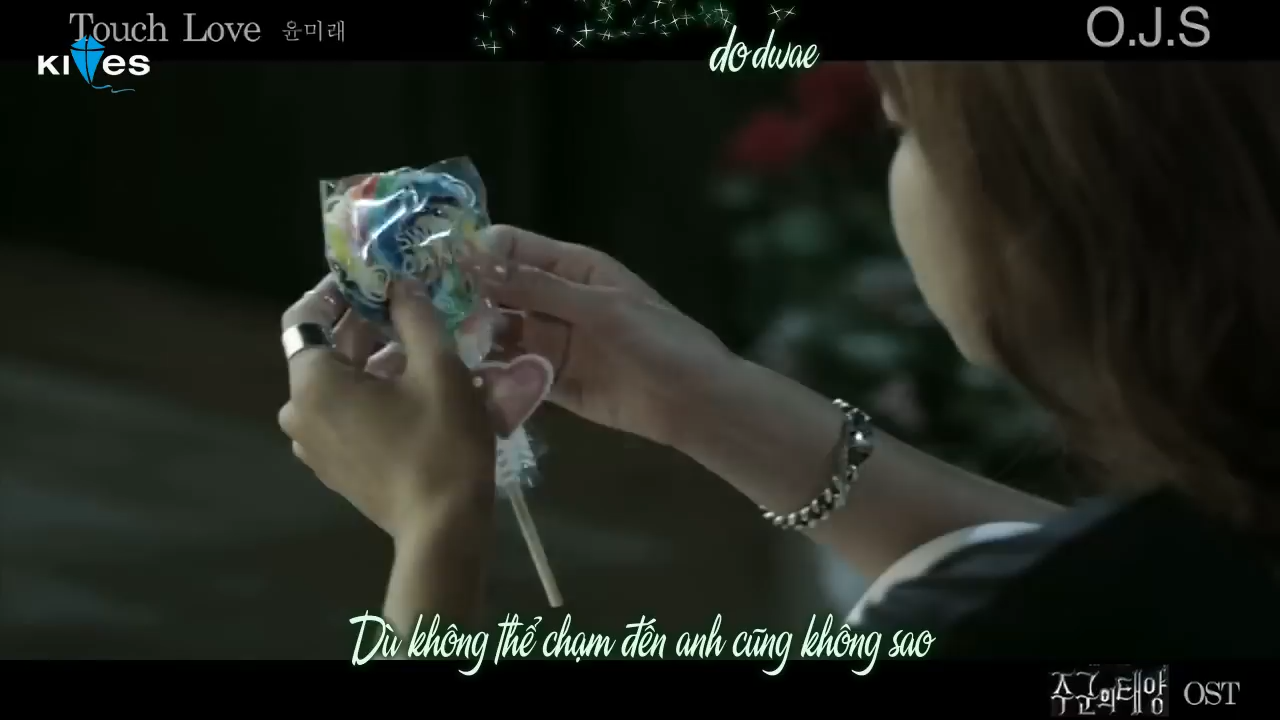 Touch Love 윤미래
O.J.S
KITES
do dwae
Dù không thể chạm đến anh cũng không sao
주군의태양 OST